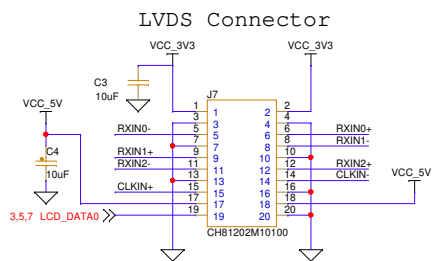 LVDS Connector
VCC_3V3
VCC_3V3
C3
10uF
J7
VCC_5V
C4
10uF
1 1 2 2
3 3 4 4
RXIN0- 5 5 6 6 RXIN0+
7 7 8 8 RXIN1-
RXIN1+ 9 9 10 10
RXIN2- 11 11 12 12 RXIN2+
13 13 14 14 CLKIN-
CLKIN+ 15 15 16 16
17 17 18 18 VCC_5V
3,5,7 LCD_DATA0 19 19 20 20
CH81202M10100